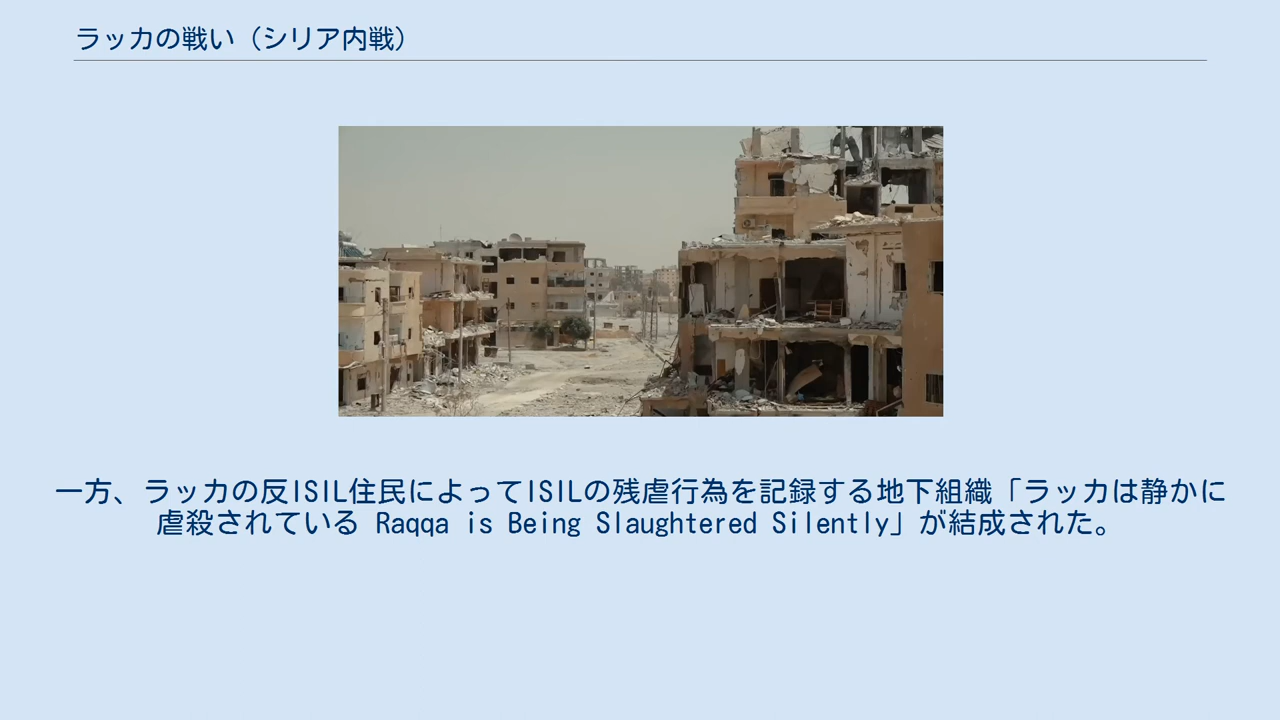 ラッカの戦い（シリア内戦）
一方、ラッカの反ISIL住民によってISILの残虐行為を記録する地下組織「ラッカは静かに
虐殺されている Raqqa is Being Slaughtered Silently」が結成された。